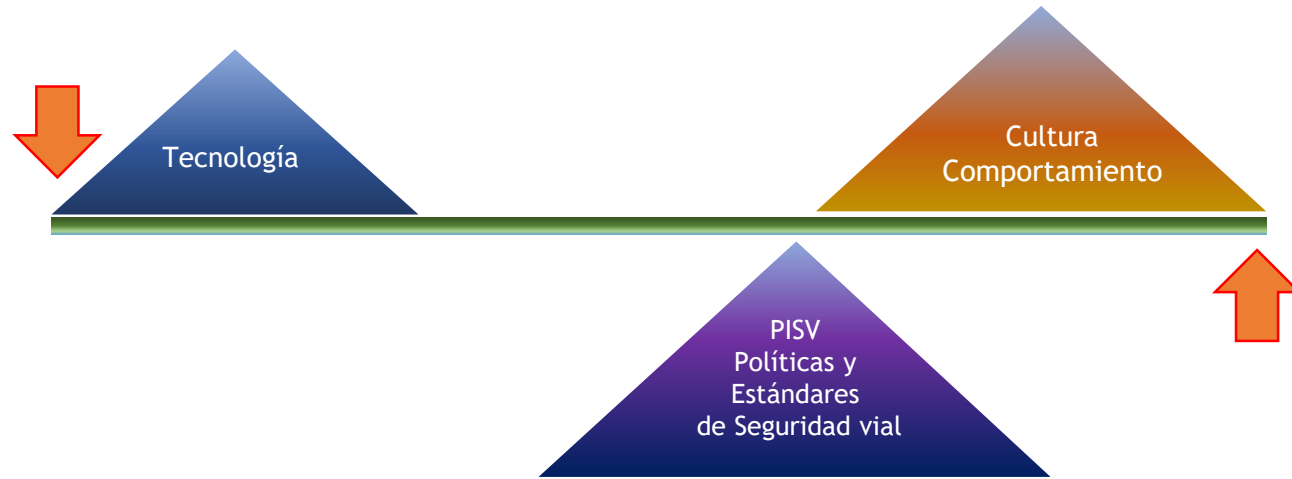 Tecnología
Cultura
Comportamiento
PISV
Políticas y
Estándares
de Seguridad vial